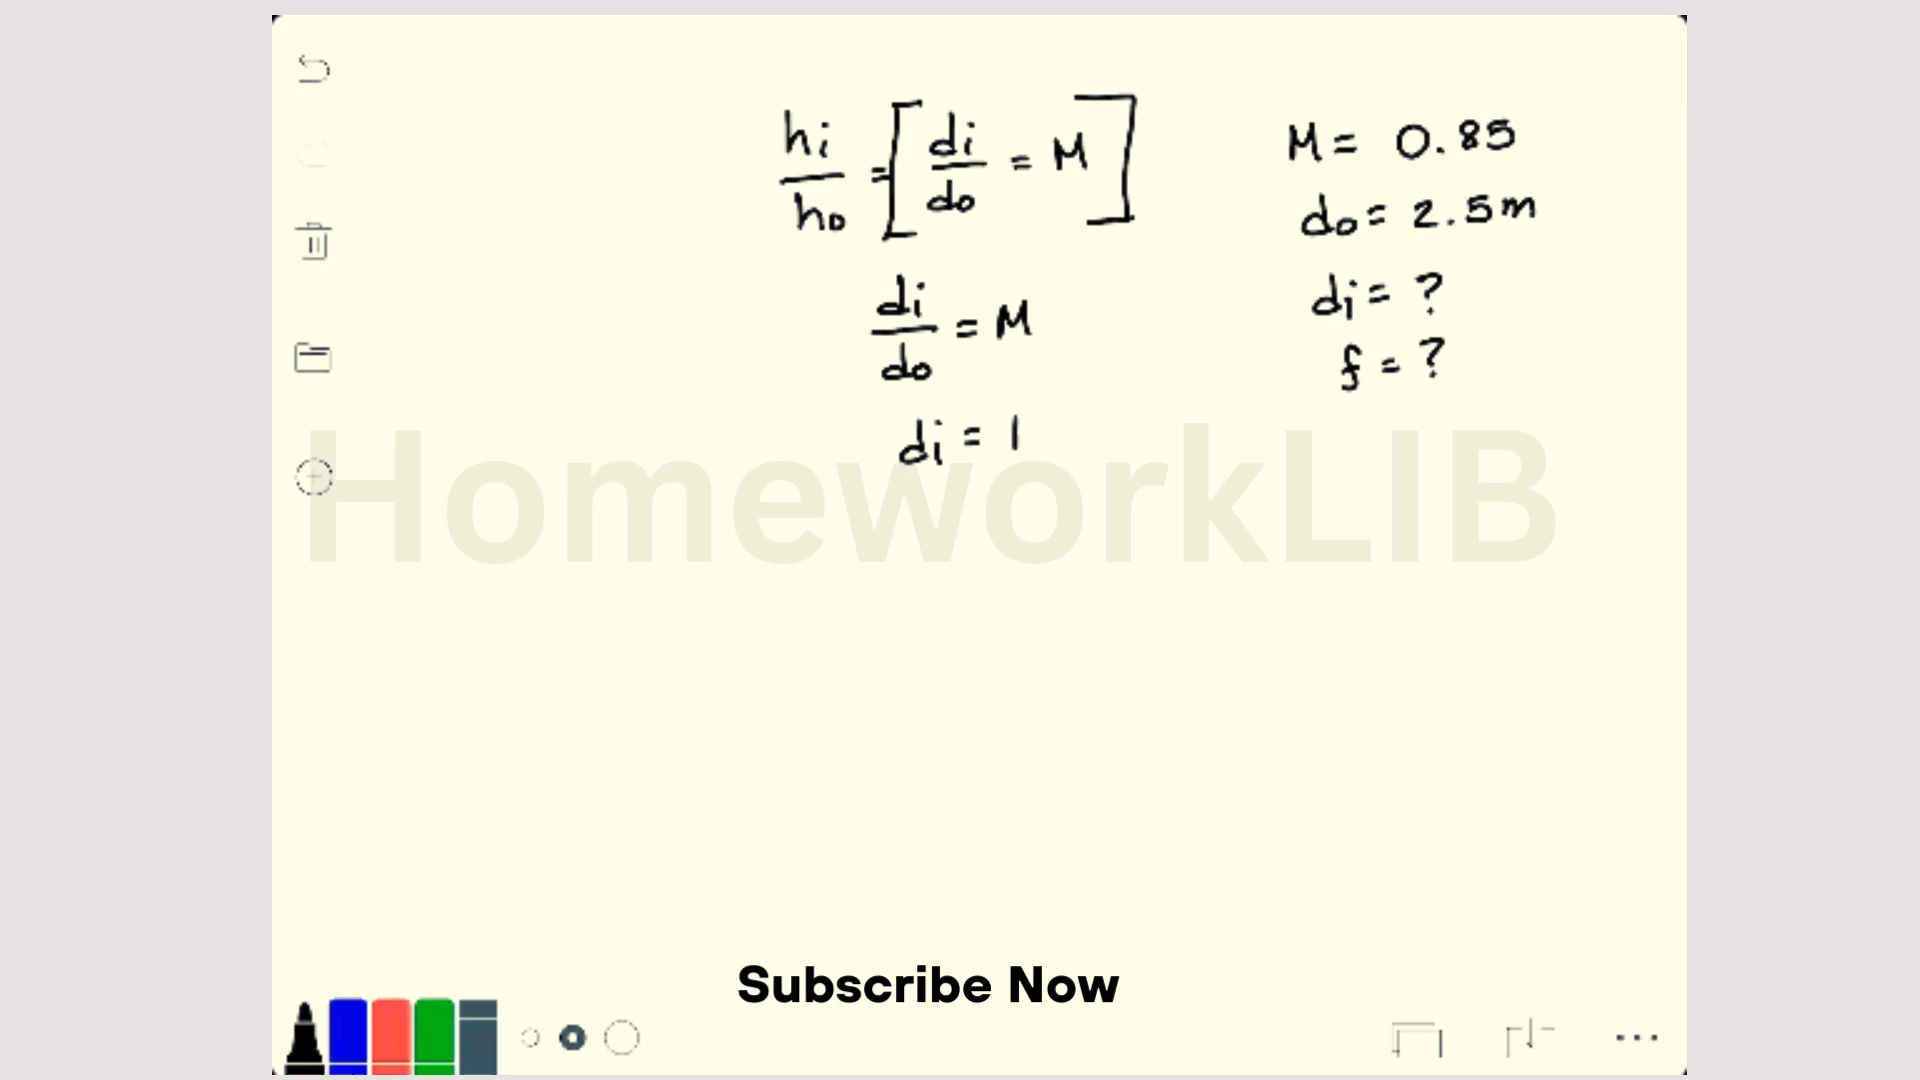 hi/ho = [di/do = M]
M = 0.85
do = 2.5m
di/do = M
di = ?
f = ?
di = 1
HomeworkLIB
Subscribe Now